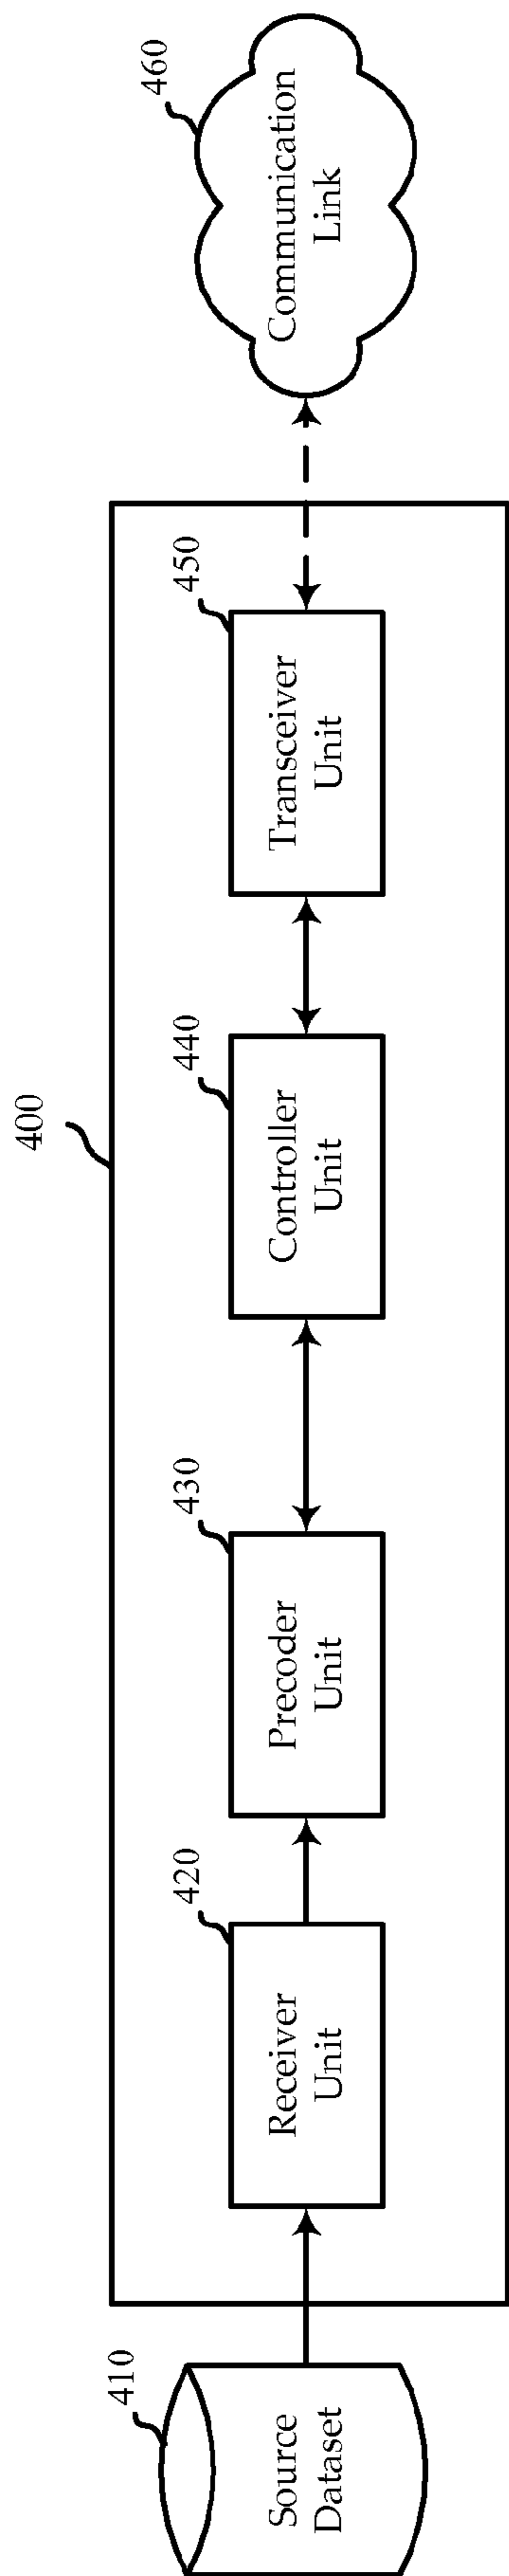 400
410
Source
Dataset
420
Receiver
Unit
430
Precoder
Unit
440
Controller
Unit
450
Transceiver
Unit
460
Communication
Link